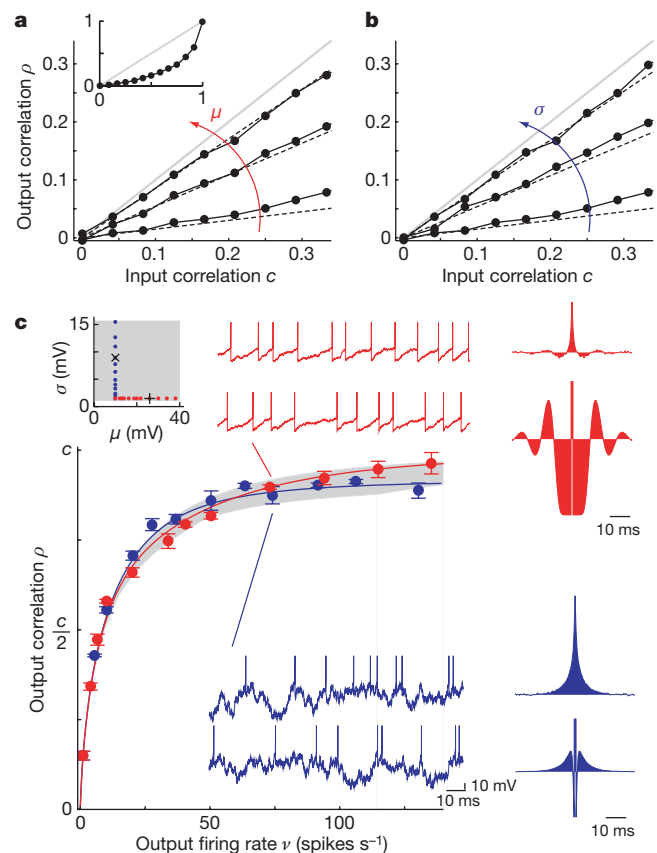 a
1
0
0
1
μ
0.3
0.2
0.1
0
Output correlation ρ
0
0.1
0.2
0.3
Input correlation c
b
σ
0.3
0.2
0.1
0
0
0.1
0.2
0.3
Input correlation c
c
15
0
σ (mV)
0
40
μ (mV)
10 ms
c
c
2
0
Output correlation ρ
0
50
100
Output firing rate ν (spikes s⁻¹)
10 mV
10 ms
10 ms